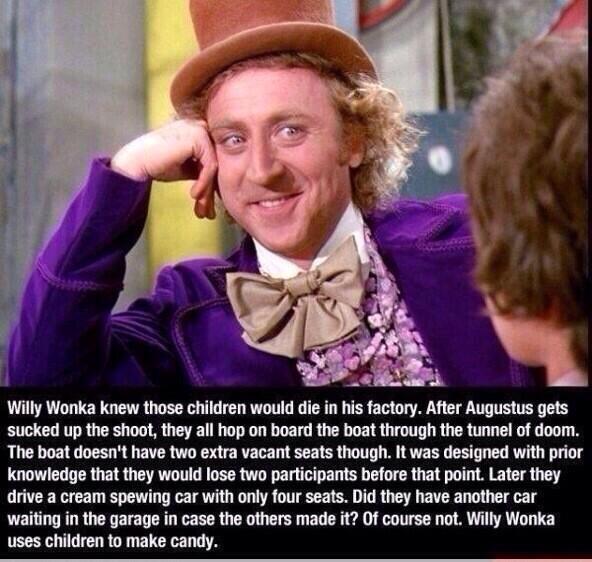 Willy Wonka knew those children would die in his factory. After Augustus gets
sucked up the shoot, they all hop on board the boat through the tunnel of doom.
The boat doesn't have two extra vacant seats though. It was designed with prior
knowledge that they would lose two participants before that point. Later they
drive a cream spewing car with only four seats. Did they have another car
waiting in the garage in case the others made it? Of course not. Willy Wonka
uses children to make candy.